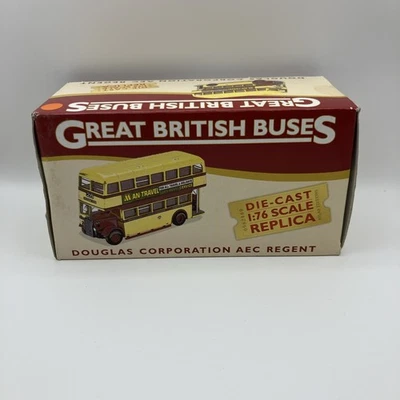 GREAT BRITISH BUSES
GREAT BRITISH BUSES
DIE-CAST
1:76 SCALE
REPLICA
DOUGLAS CORPORATION AEC REGENT